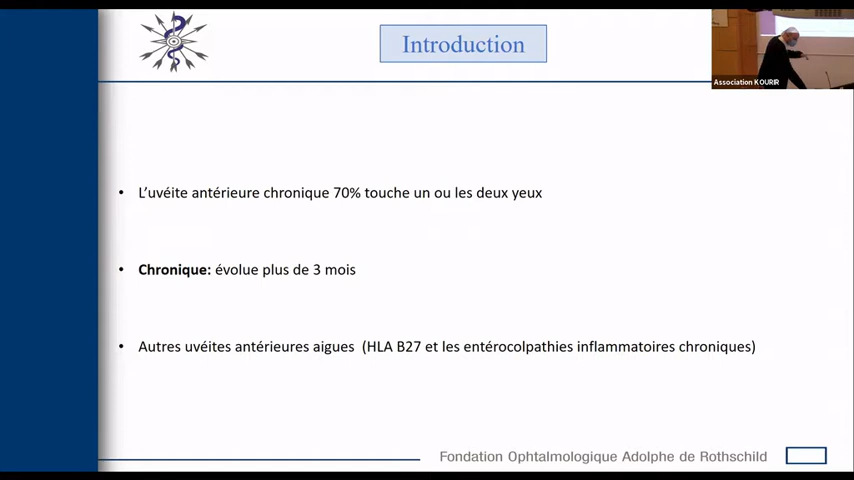 Introduction
Association KOURIR
• L'uvéite antérieure chronique 70% touche un ou les deux yeux
• Chronique: évolue plus de 3 mois
• Autres uvéites antérieures aigues (HLA B27 et les entérocolpathies inflammatoires chroniques)
Fondation Ophtalmologique Adolphe de Rothschild